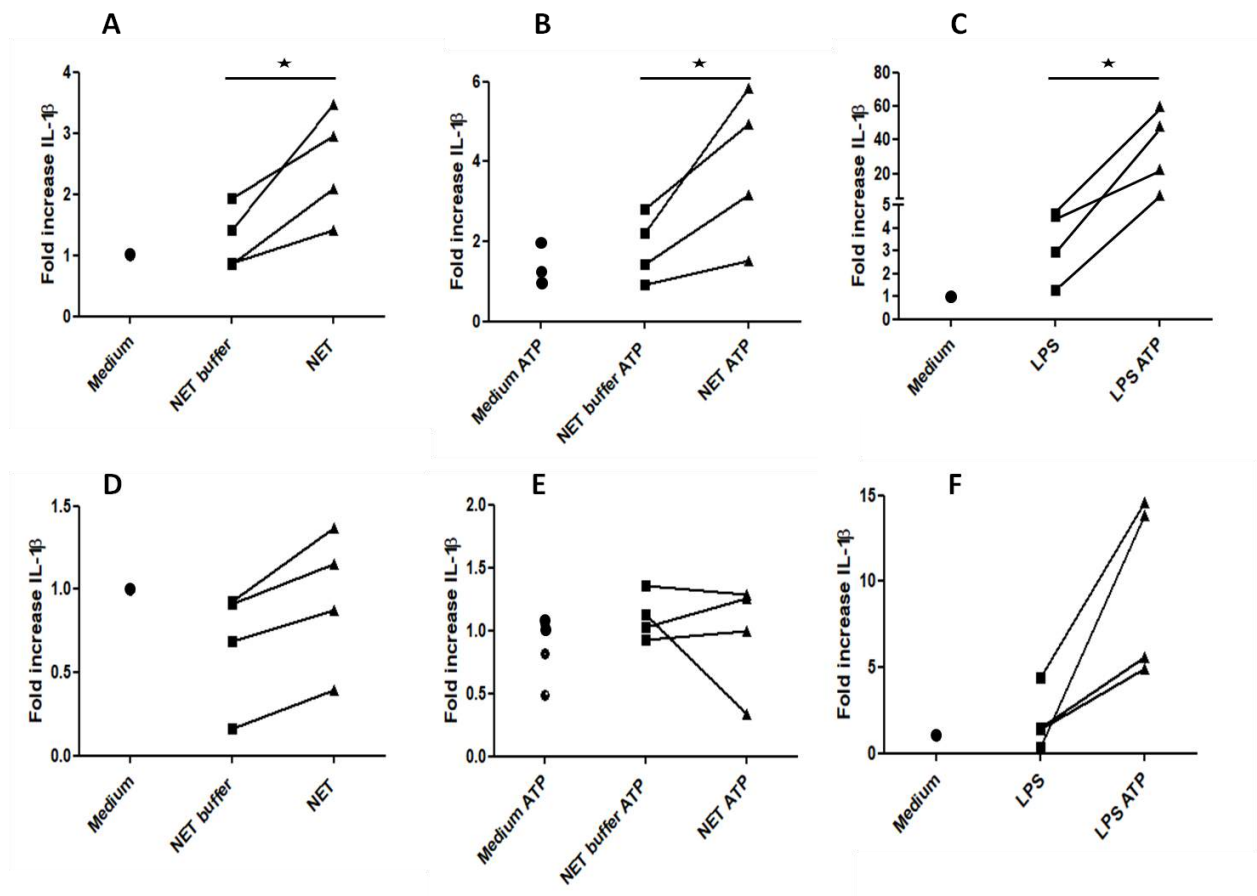 A
Fold increase IL-1β
4
3
2
1
0
★
Medium
NET buffer
NET
B
Fold increase IL-1β
6
4
2
0
★
Medium ATP
NET buffer ATP
NET ATP
C
Fold increase IL-1β
80
60
40
20
5
4
3
2
1
0
★
Medium
LPS
LPS ATP
D
Fold increase IL-1β
1.5
1.0
0.5
0.0
Medium
NET buffer
NET
E
Fold increase IL-1β
2.0
1.5
1.0
0.5
0.0
Medium ATP
NET buffer ATP
NET ATP
F
Fold increase IL-1β
15
10
5
0
Medium
LPS
LPS ATP